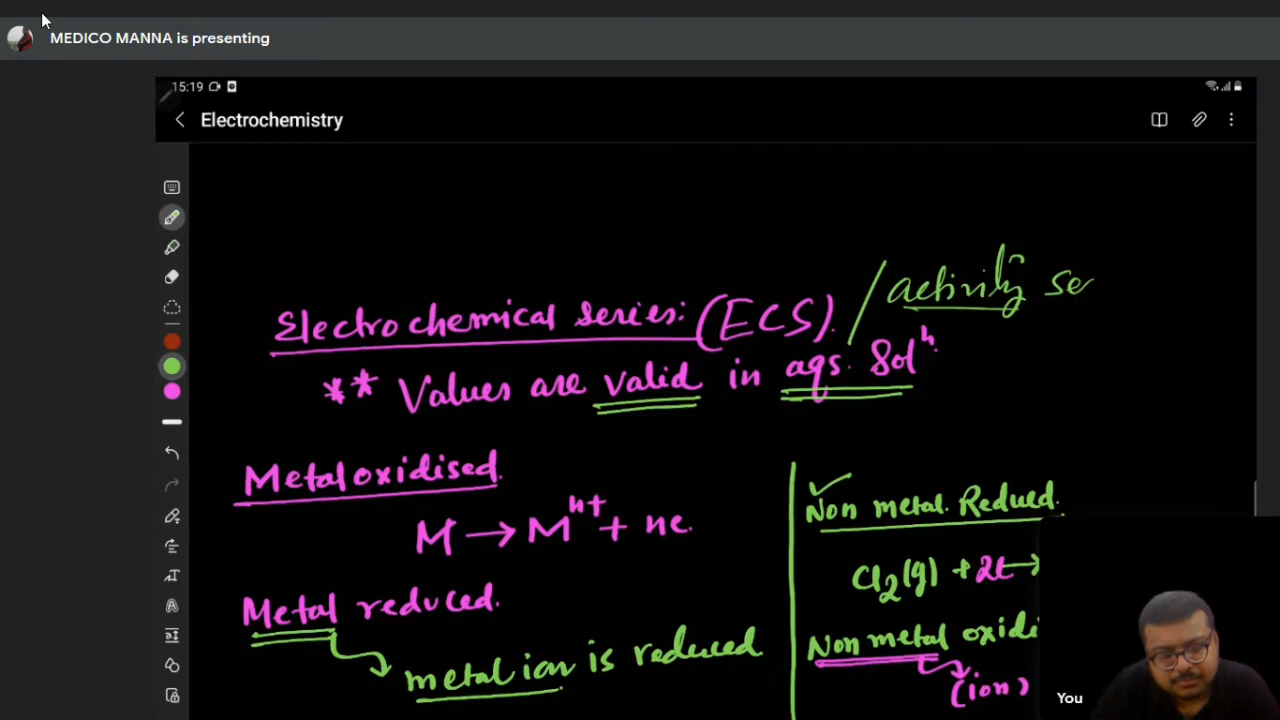 MEDICO MANNA is presenting
15:19
Electrochemistry
Electrochemical series: (ECS). / activity se
** Values are valid in aqs. Solⁿ.
Metal oxidised.
M → Mⁿ⁺ + ne.
Metal reduced.
metal ion is reduced
Non metal. Reduced.
Cl₂(g) + 2e →
Non metal oxidi
(ion)
You